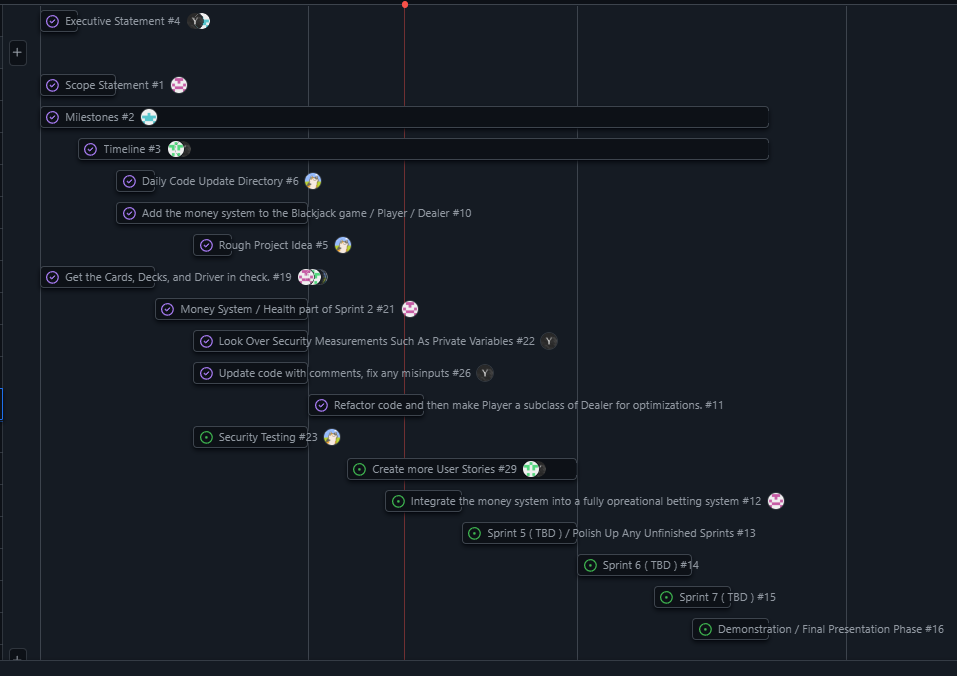 Executive Statement #4
Scope Statement #1
Milestones #2
Timeline #3
Daily Code Update Directory #6
Add the money system to the Blackjack game / Player / Dealer #10
Rough Project Idea #5
Get the Cards, Decks, and Driver in check. #19
Money System / Health part of Sprint 2 #21
Look Over Security Measurements Such As Private Variables #22
Update code with comments, fix any misinputs #26
Refactor code and then make Player a subclass of Dealer for optimizations. #11
Security Testing #23
Create more User Stories #29
Integrate the money system into a fully opreational betting system #12
Sprint 5 ( TBD ) / Polish Up Any Unfinished Sprints #13
Sprint 6 ( TBD ) #14
Sprint 7 ( TBD ) #15
Demonstration / Final Presentation Phase #16